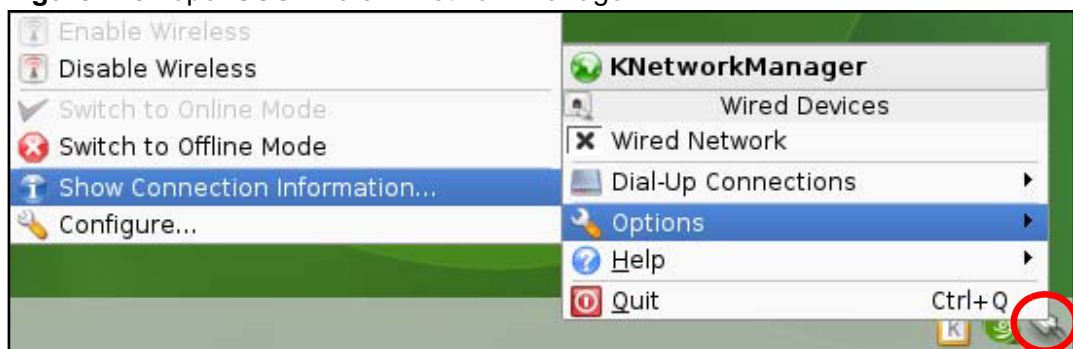 Enable Wireless
Disable Wireless
Switch to Online Mode
Switch to Offline Mode
Show Connection Information...
Configure...
KNetworkManager
Wired Devices
Wired Network
Dial-Up Connections
Options
Help
Quit Ctrl+Q
K